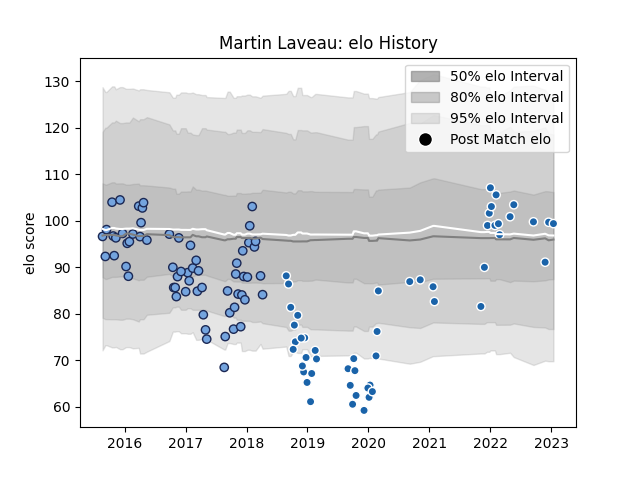 Martin Laveau: elo History
50% elo Interval
80% elo Interval
95% elo Interval
Post Match elo
elo score
130
120
110
100
90
80
70
60
2016 2017 2018 2019 2020 2021 2022 2023